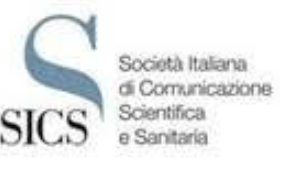 SICS
Società Italiana
di Comunicazione
Scientifica
e Sanitaria